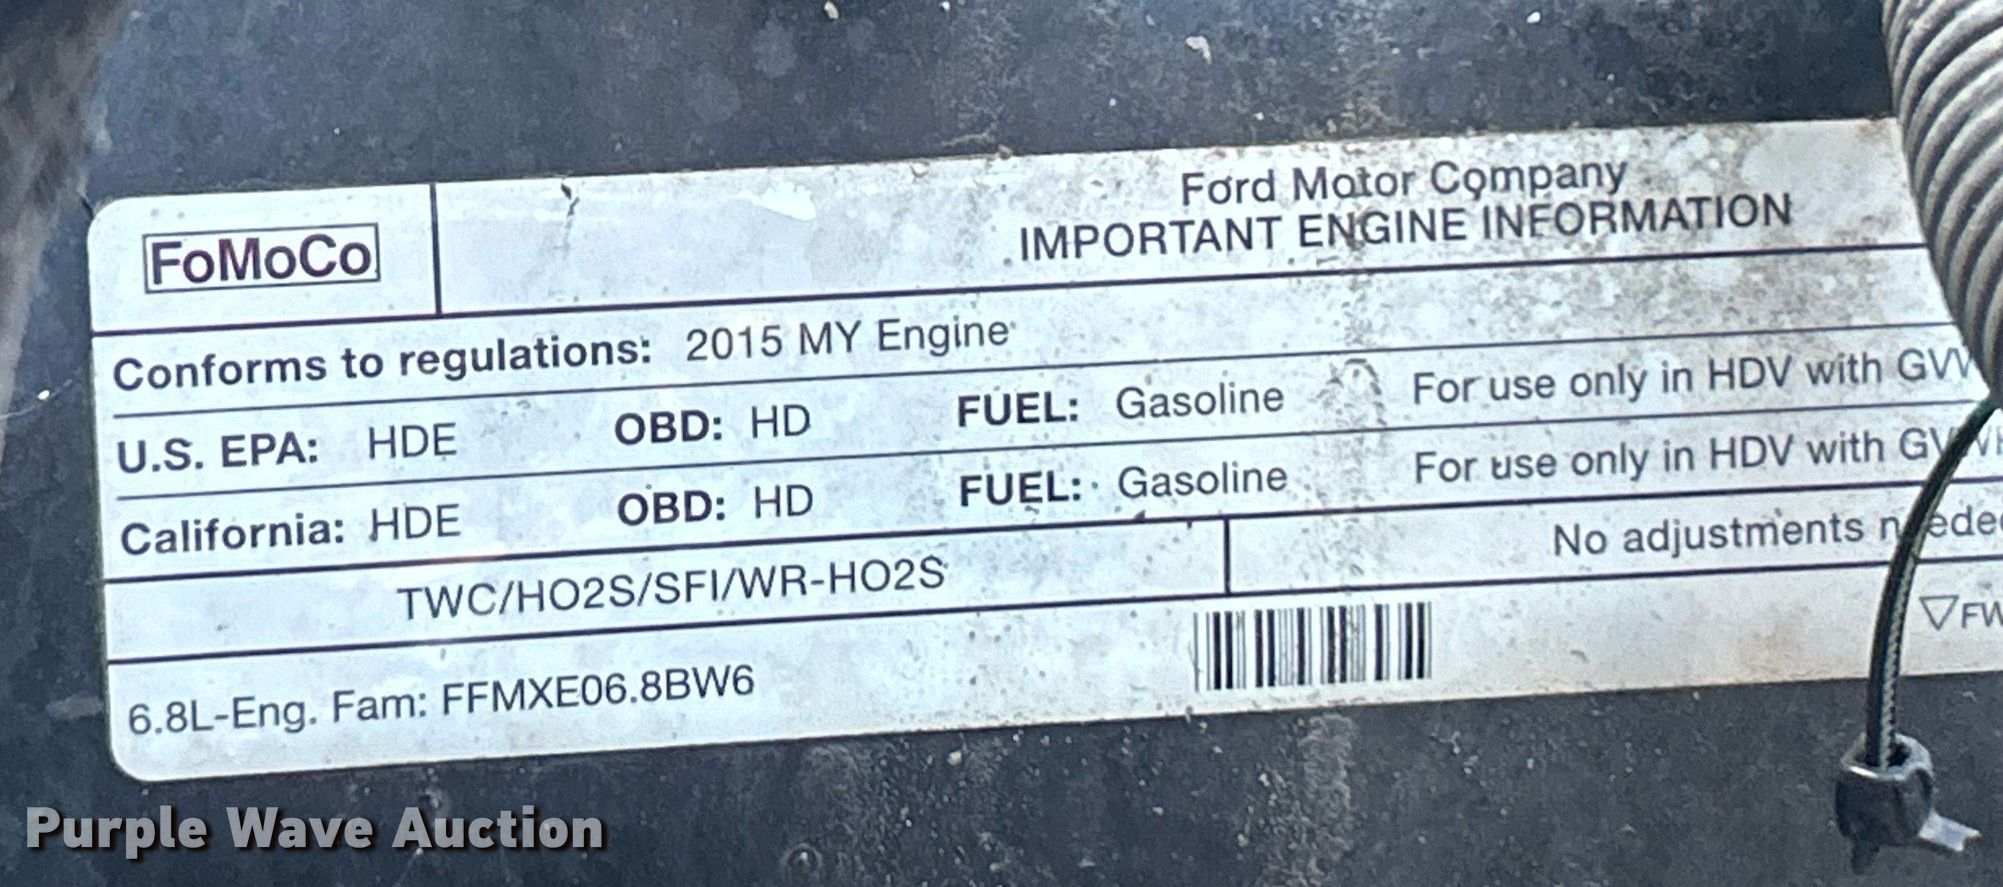 Ford Motor Company
IMPORTANT ENGINE INFORMATION
FoMoCo
Conforms to regulations: 2015 MY Engine
U.S. EPA: HDE OBD: HD FUEL: Gasoline For use only in HDV with
California: HDE OBD: HD FUEL: Gasoline For use only in HDV with
TWC/HO2S/SFI/WR-HO2S No adjustments
6.8L-Eng. Fam: FFMXE06.8BW6
Purple Wave Auction